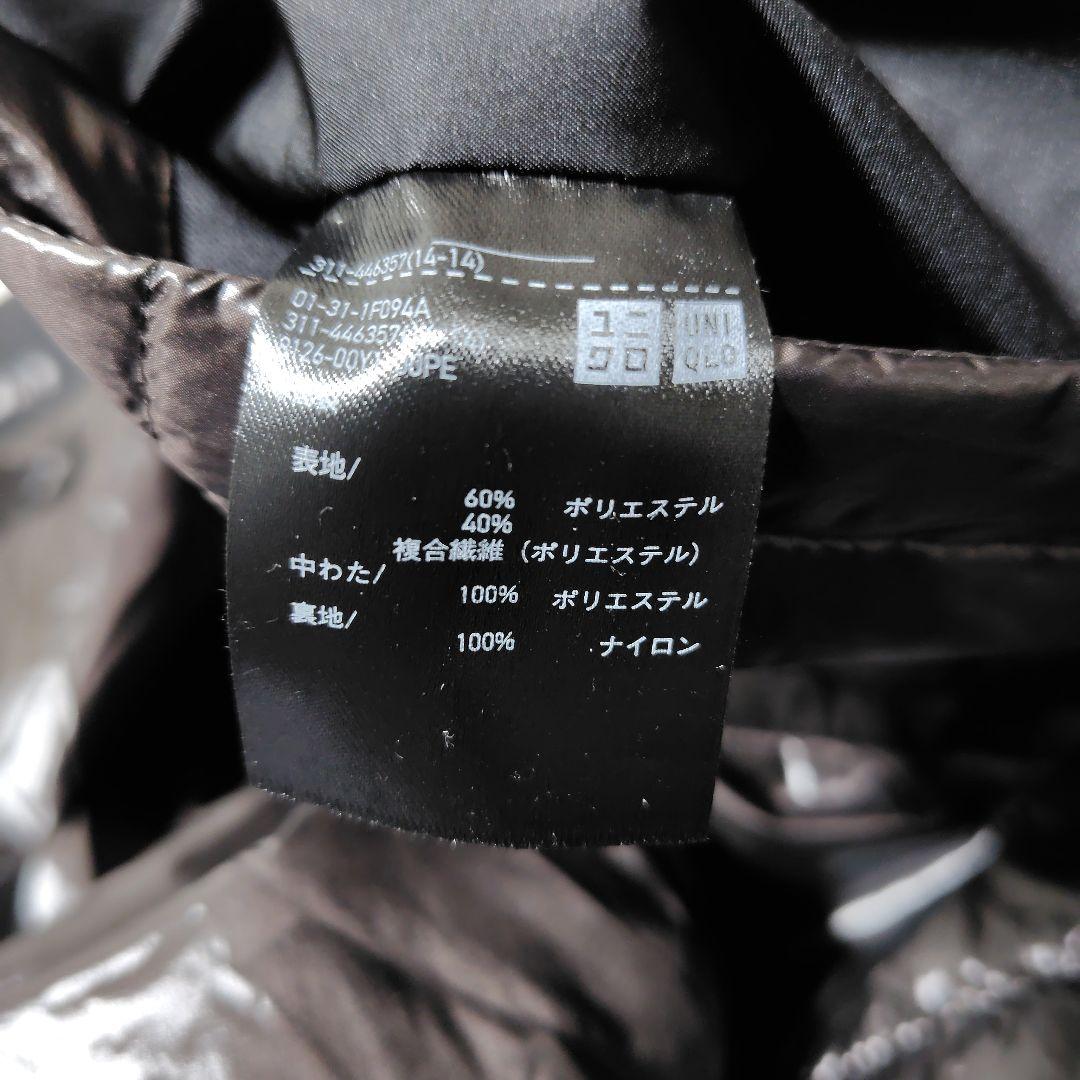 311-446357(14-14)
01-31-1F094A
311-446357
ユニ
クロ
UNI
QLO
表地/
60% ポリエステル
40%
複合繊維（ポリエステル）
中わた/
100% ポリエステル
裏地/
100% ナイロン